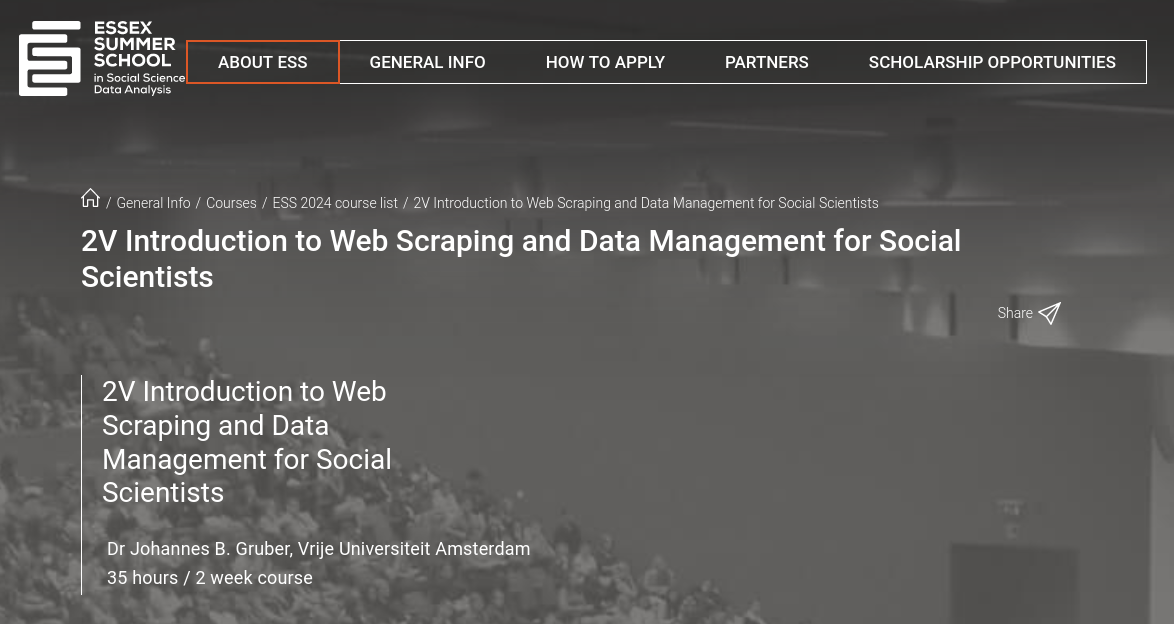 ESSEX
SUMMER
SCHOOL
in Social Science
Data Analysis
ABOUT ESS
GENERAL INFO
HOW TO APPLY
PARTNERS
SCHOLARSHIP OPPORTUNITIES
/ General Info / Courses / ESS 2024 course list / 2V Introduction to Web Scraping and Data Management for Social Scientists
2V Introduction to Web Scraping and Data Management for Social
Scientists
Share
2V Introduction to Web
Scraping and Data
Management for Social
Scientists
Dr Johannes B. Gruber, Vrije Universiteit Amsterdam
35 hours / 2 week course